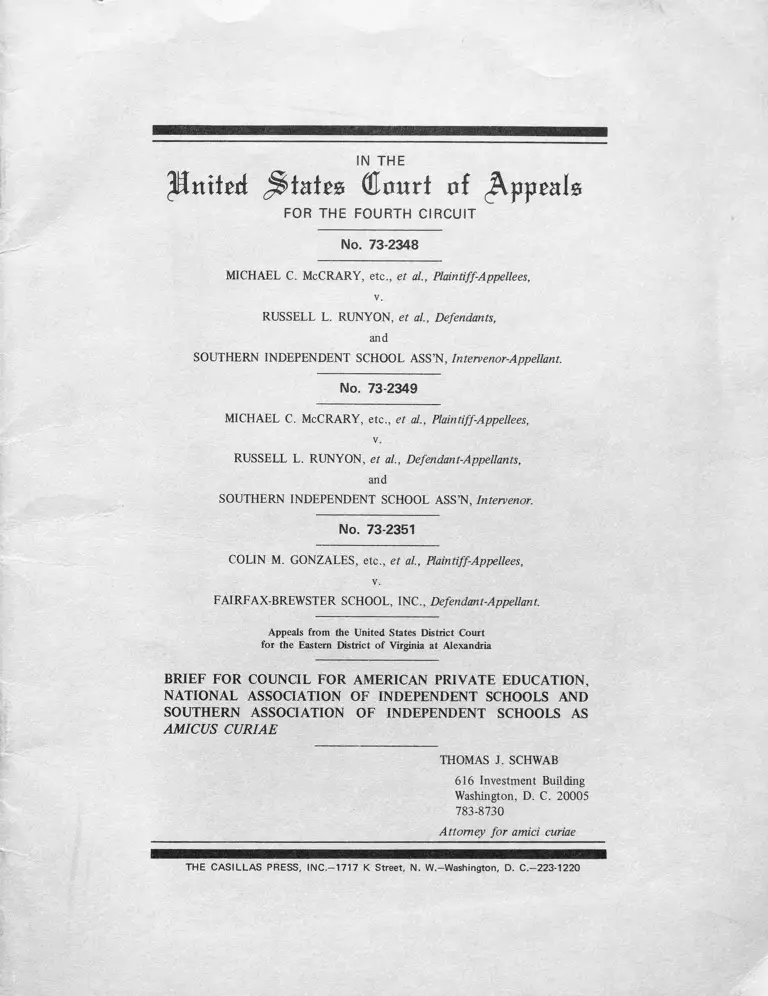 IN THE
United States Court of Appeals
FOR THE FOURTH CIRCUIT
No. 73-2348
MICHAEL C. McCRARY, etc., et al., Plaintiff-Appellees,
v.
RUSSELL L. RUNYON, et al., Defendants,
and
SOUTHERN INDEPENDENT SCHOOL ASS'N, Intervenor-Appellant.
No. 73-2349
MICHAEL C. McCRARY, etc., et al., Plaintiff-Appellees,
v.
RUSSELL L. RUNYON, et al., Defendant-Appellants,
and
SOUTHERN INDEPENDENT SCHOOL ASS'N, Intervenor.
No. 73-2351
COLIN M. GONZALES, etc., et al., Plaintiff-Appellees,
v.
FAIRFAX-BREWSTER SCHOOL, INC., Defendant-Appellant.
Appeals from the United States District Court
for the Eastern District of Virginia at Alexandria
BRIEF FOR COUNCIL FOR AMERICAN PRIVATE EDUCATION,
NATIONAL ASSOCIATION OF INDEPENDENT SCHOOLS AND
SOUTHERN ASSOCIATION OF INDEPENDENT SCHOOLS AS
AMICUS CURIAE
THOMAS J. SCHWAB
616 Investment Building
Washington, D. C. 20005
783-8730
Attorney for amici curiae
THE CASILLAS PRESS, INC.—1717 K Street, N. W.—Washington, D. C.—223-1220